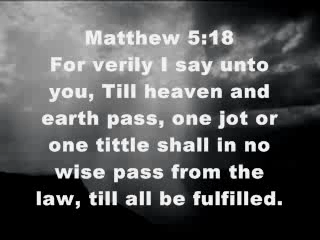 Matthew 5:18
For verily I say unto
you, Till heaven and
earth pass, one jot or
one tittle shall in no
wise pass from the
law, till all be fulfilled.